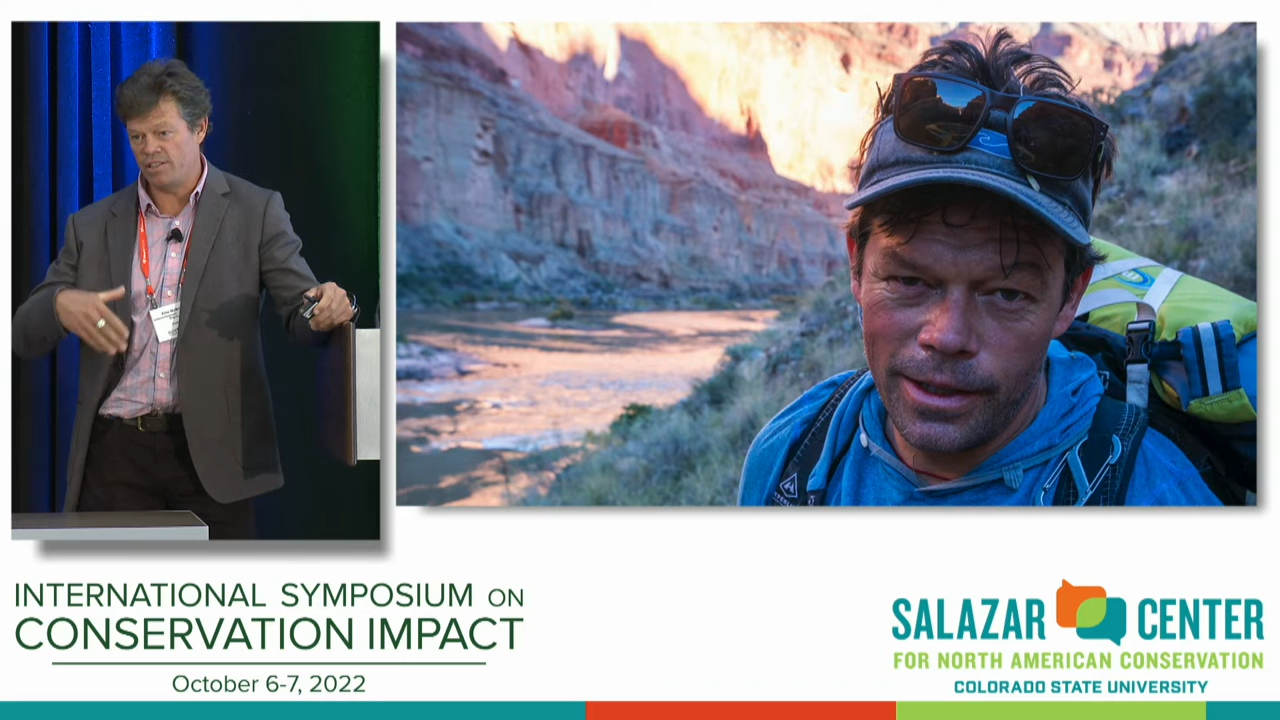 INTERNATIONAL SYMPOSIUM ON
CONSERVATION IMPACT
October 6-7, 2022
SALAZAR CENTER
FOR NORTH AMERICAN CONSERVATION
COLORADO STATE UNIVERSITY